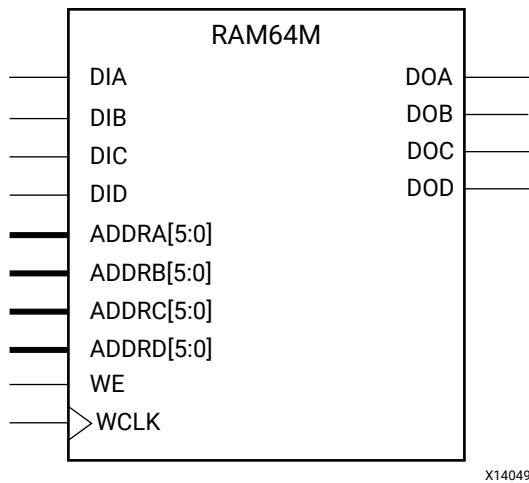 RAM64M
DIA
DIB
DIC
DID
ADDRA[5:0]
ADDRB[5:0]
ADDRC[5:0]
ADDRD[5:0]
WE
WCLK
DOA
DOB
DOC
DOD
X14049